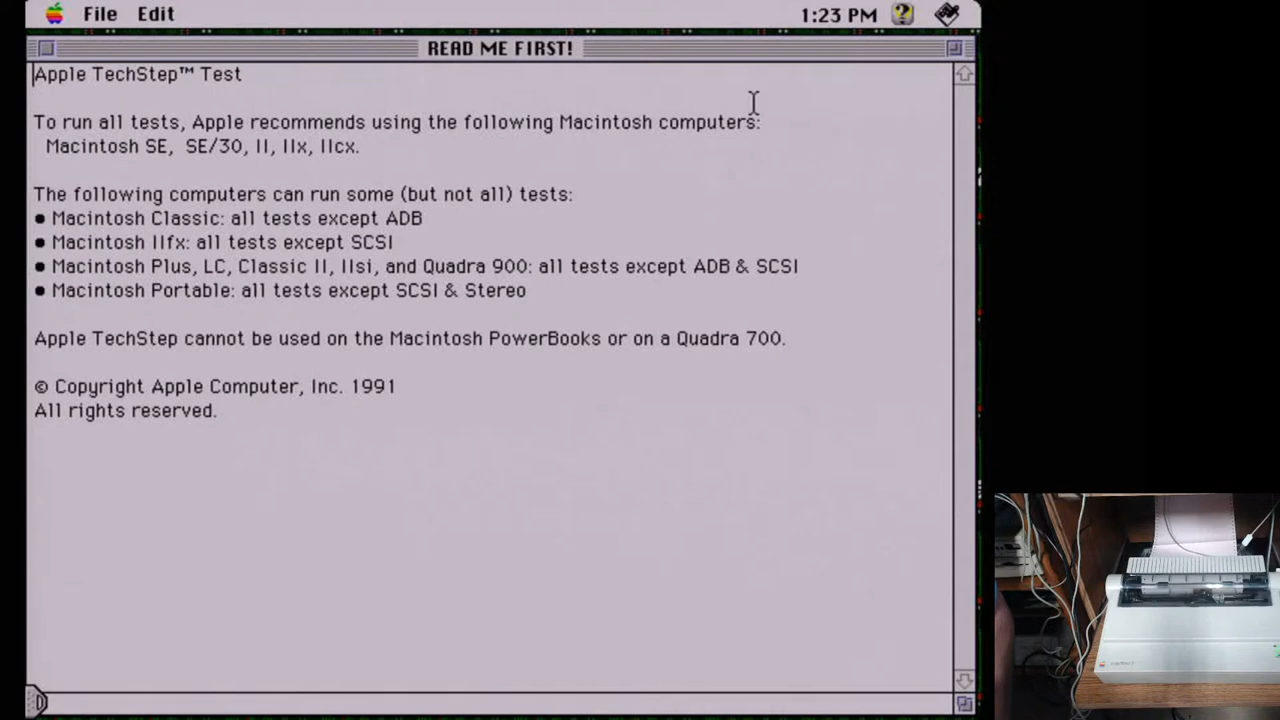 File Edit 1:23 PM
READ ME FIRST!
Apple TechStep™ Test
To run all tests, Apple recommends using the following Macintosh computers:
Macintosh SE, SE/30, II, IIx, IIcx.
The following computers can run some (but not all) tests:
● Macintosh Classic: all tests except ADB
● Macintosh IIfx: all tests except SCSI
● Macintosh Plus, LC, Classic II, IIsi, and Quadra 900: all tests except ADB & SCSI
● Macintosh Portable: all tests except SCSI & Stereo
Apple TechStep cannot be used on the Macintosh PowerBooks or on a Quadra 700.
© Copyright Apple Computer, Inc. 1991
All rights reserved.